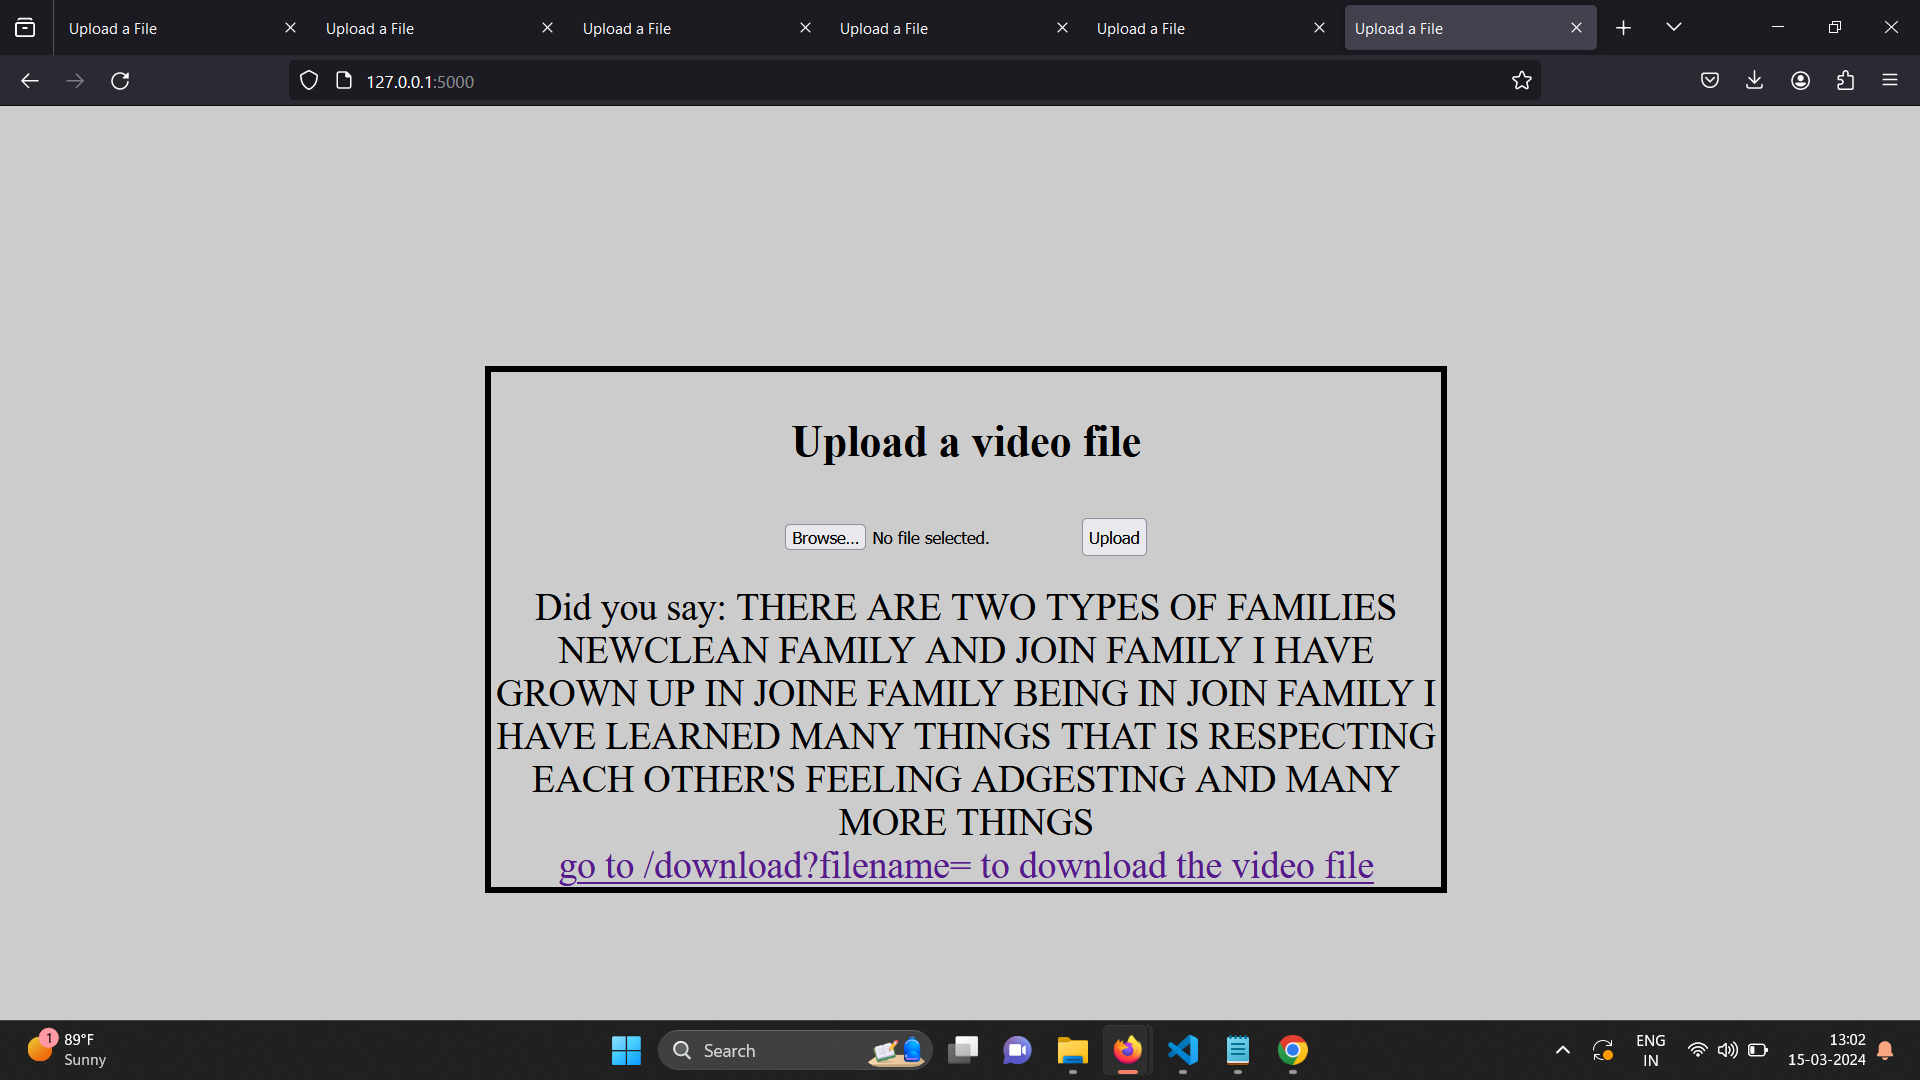 Upload a File
Upload a File
Upload a File
Upload a File
Upload a File
Upload a File
127.0.0.1:5000
Upload a video file
Browse... No file selected.
Upload
Did you say: THERE ARE TWO TYPES OF FAMILIES
NEWCLEAN FAMILY AND JOIN FAMILY I HAVE
GROWN UP IN JOINE FAMILY BEING IN JOIN FAMILY I
HAVE LEARNED MANY THINGS THAT IS RESPECTING
EACH OTHER'S FEELING ADGESTING AND MANY
MORE THINGS
go to /download?filename= to download the video file
1
89°F
Sunny
Search
ENG
IN
13:02
15-03-2024